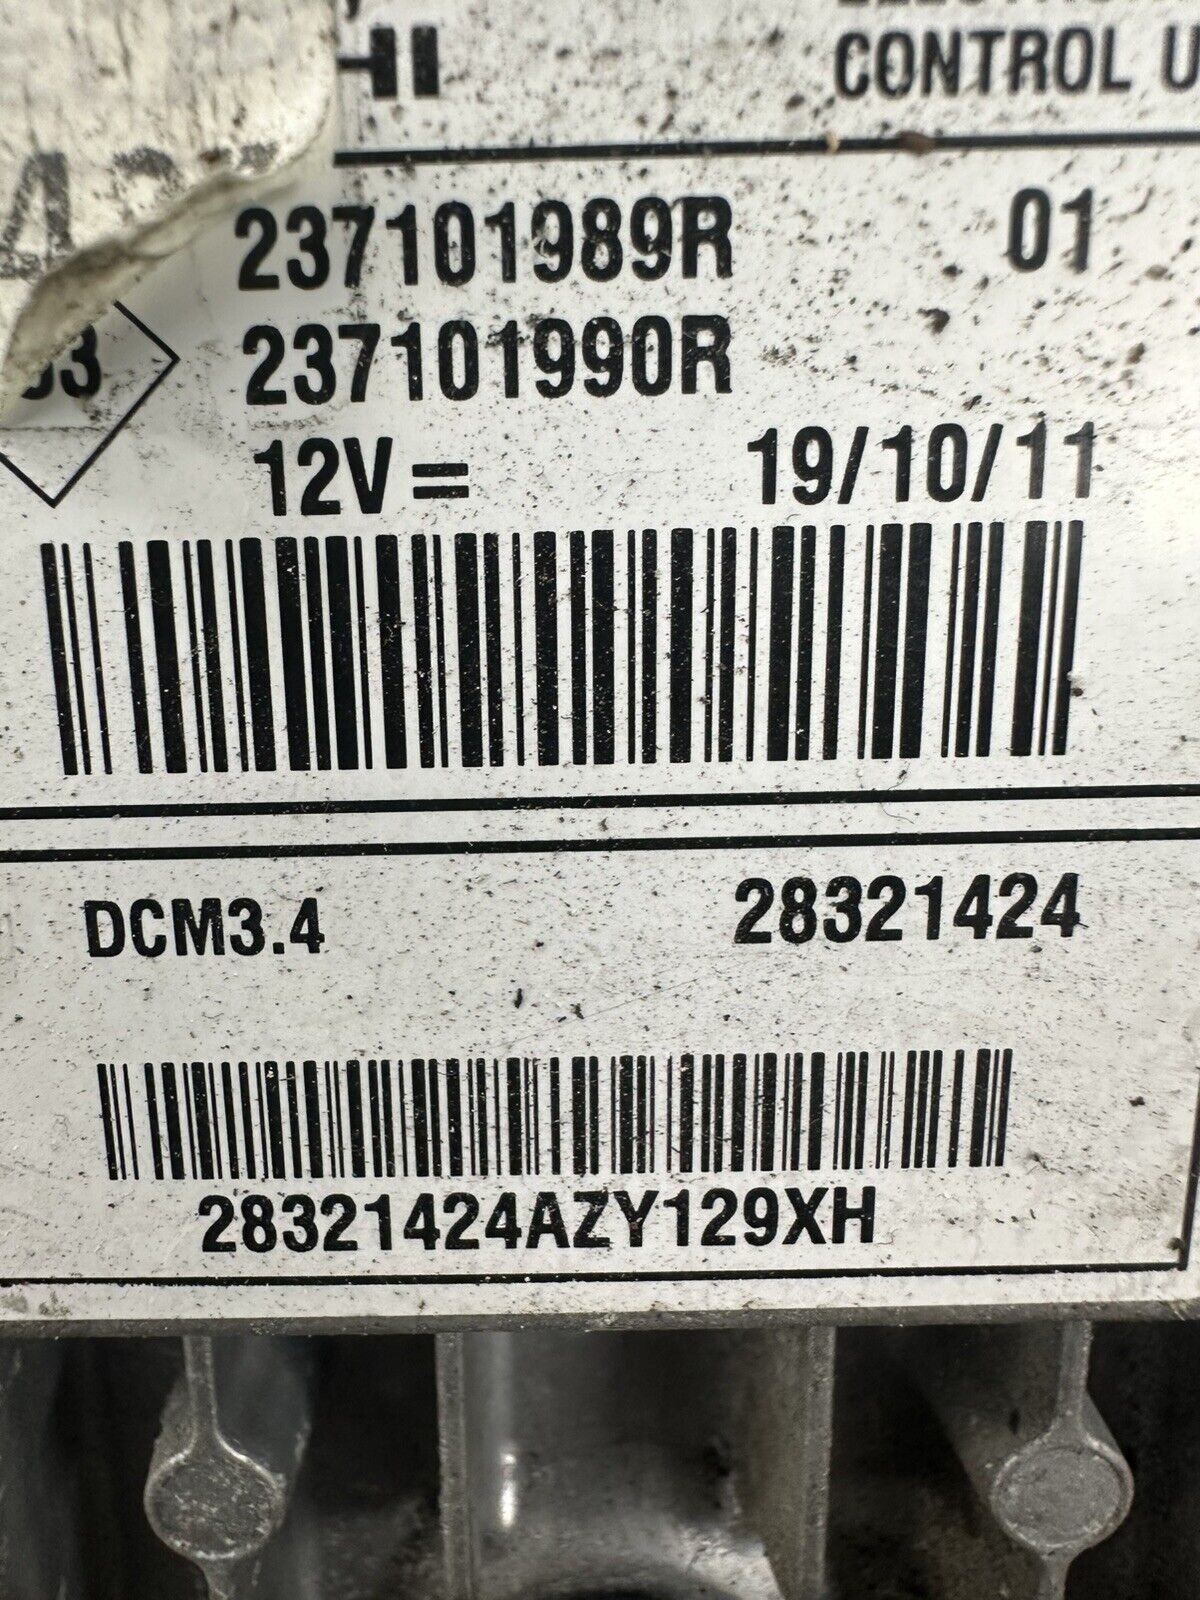 CONTROL U
237101989R 01
237101990R
12V= 19/10/11
DCM3.4 28321424
28321424AZY129XH